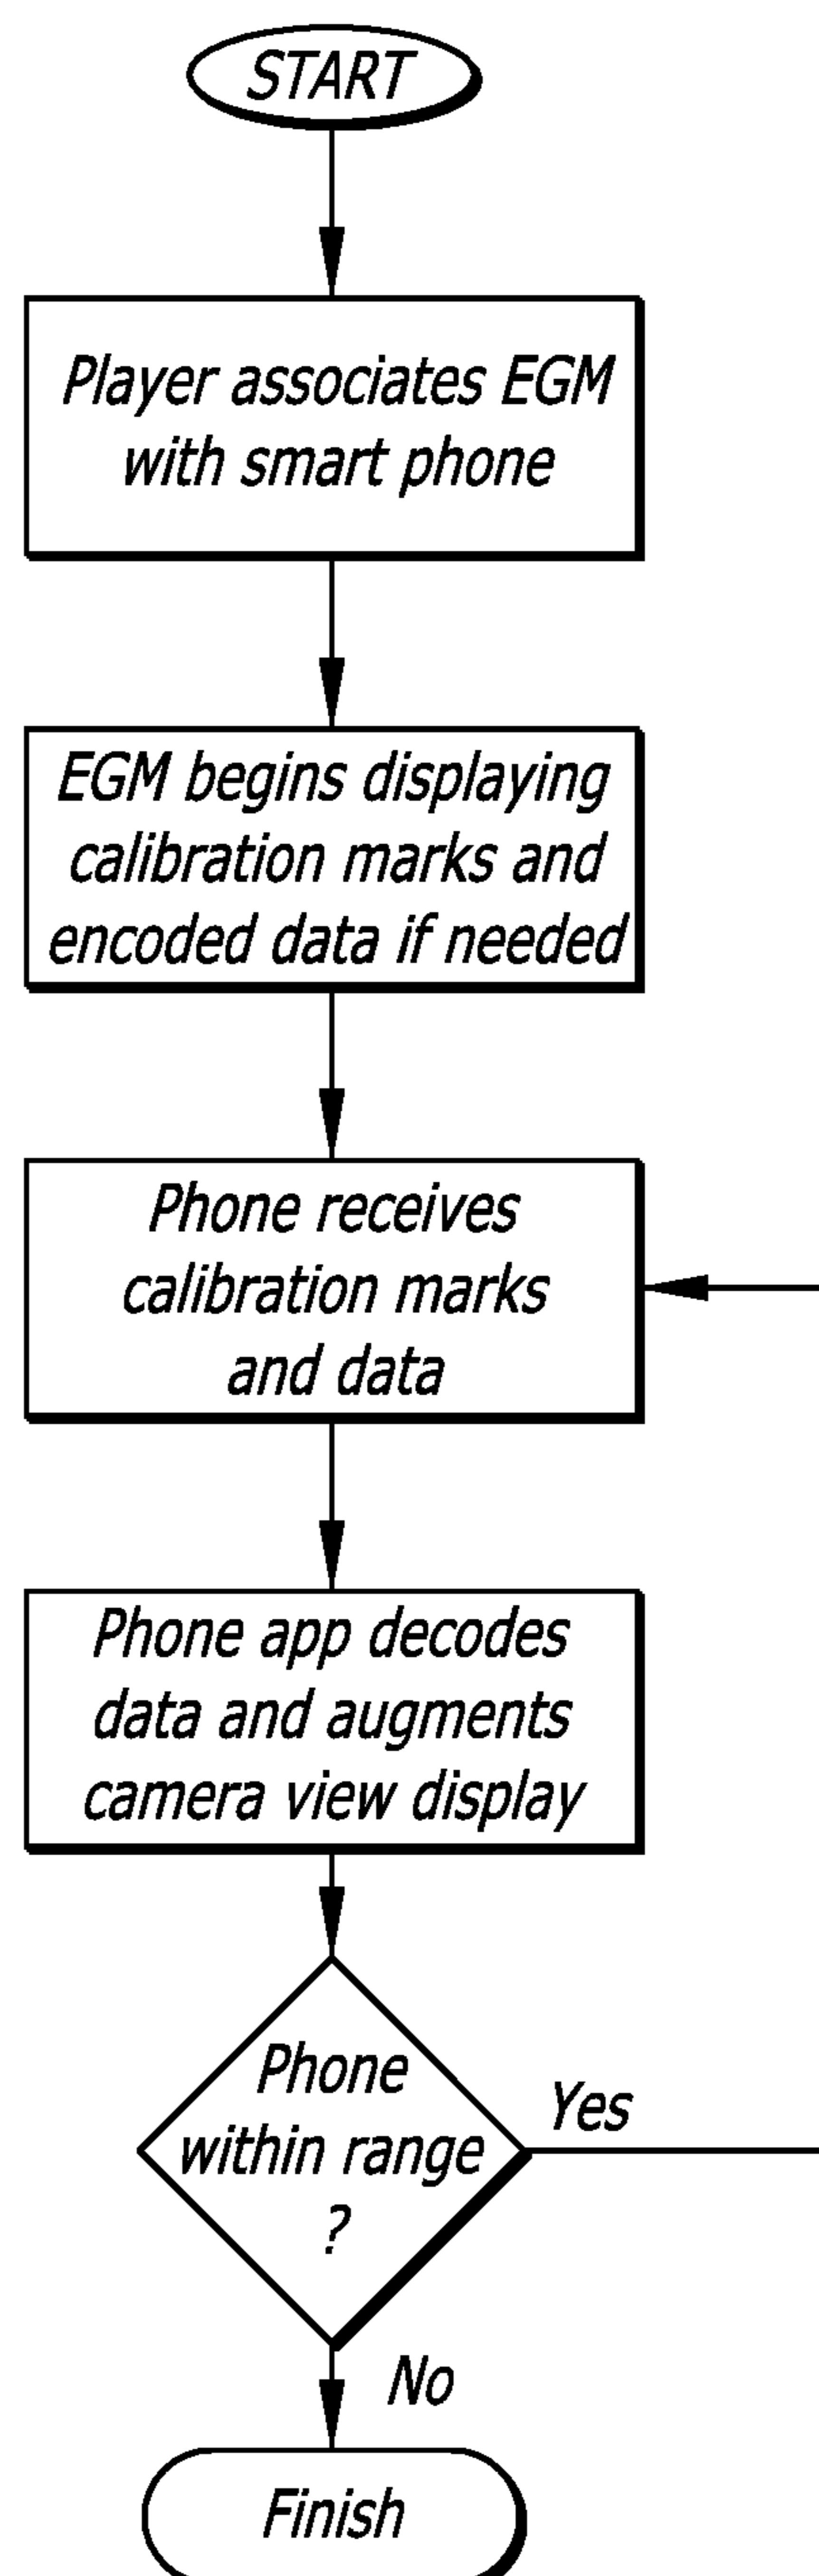 START
Player associates EGM
with smart phone
EGM begins displaying
calibration marks and
encoded data if needed
Phone receives
calibration marks
and data
Phone app decodes
data and augments
camera view display
Phone
within range
?
Yes
No
Finish